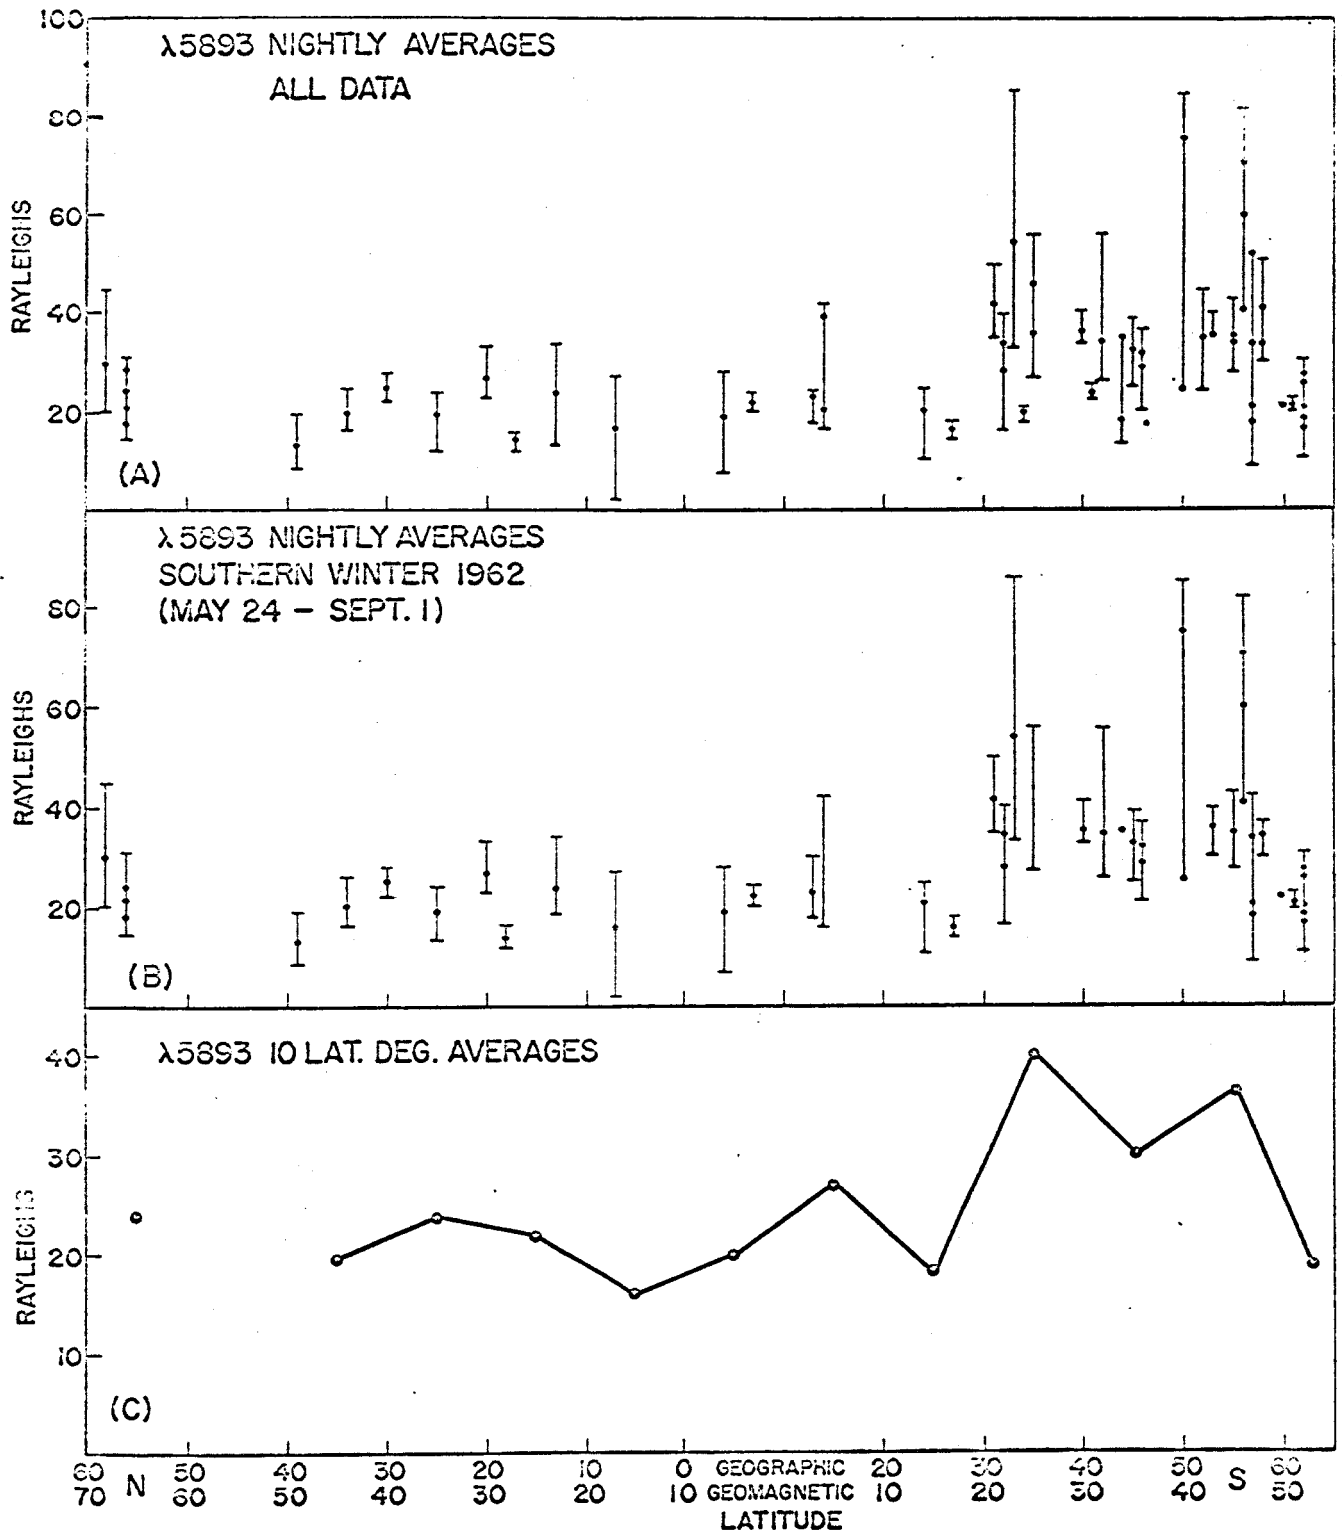 λ5893 NIGHTLY AVERAGES
ALL DATA
100
80
60
40
20
RAYLEIGHS
(A)
λ5893 NIGHTLY AVERAGES
SOUTHERN WINTER 1962
(MAY 24 – SEPT. 1)
80
60
40
20
RAYLEIGHS
(B)
λ5893 10 LAT. DEG. AVERAGES
40
30
20
10
RAYLEIGHS
(C)
60 50 40 30 20 10 0 GEOGRAPHIC 20 30 40 50 60
70 N 60 50 40 30 20 10 GEOMAGNETIC 10 20 30 40 S 50
LATITUDE